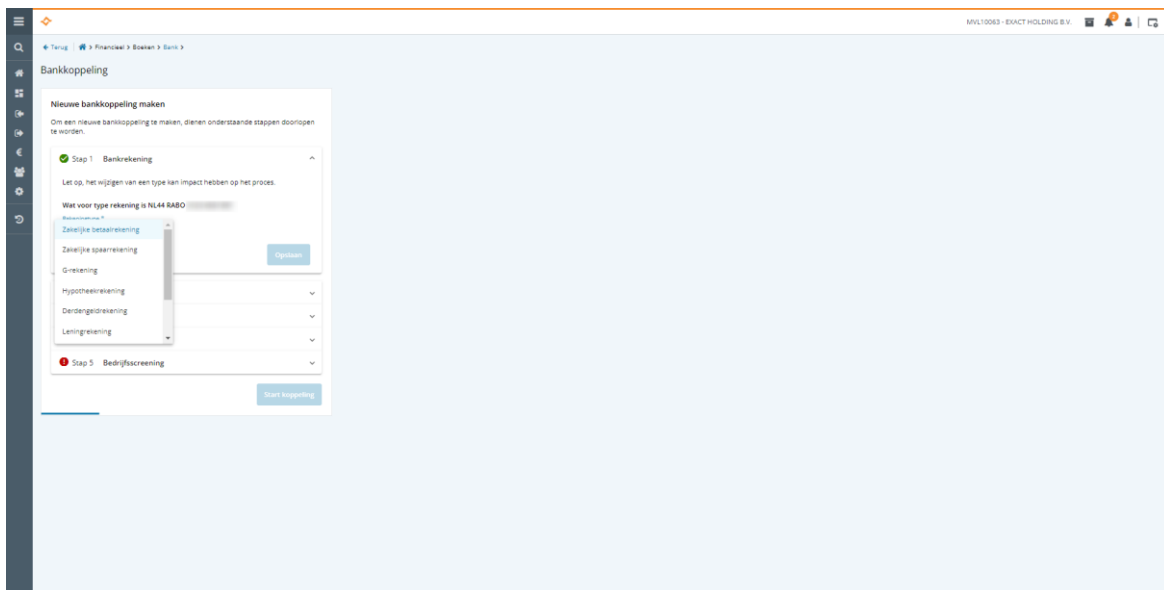 MVL10063 - EXACT HOLDING B.V.
2
Terug
> Financieel > Boeken > Bank >
Bankkoppeling
Nieuwe bankkoppeling maken
Om een nieuwe bankkoppeling te maken, dienen onderstaande stappen doorlopen
te worden.
Stap 1 Bankrekening
Let op, het wijzigen van een type kan impact hebben op het proces.
Wat voor type rekening is NL44 RABO
Zakelijke betaalrekening
Zakelijke spaarrekening
Opslaan
G-rekening
Hypotheekrekening
Derdengeldrekening
Leningrekening
Stap 5 Bedrijfsscreening
Start koppeling